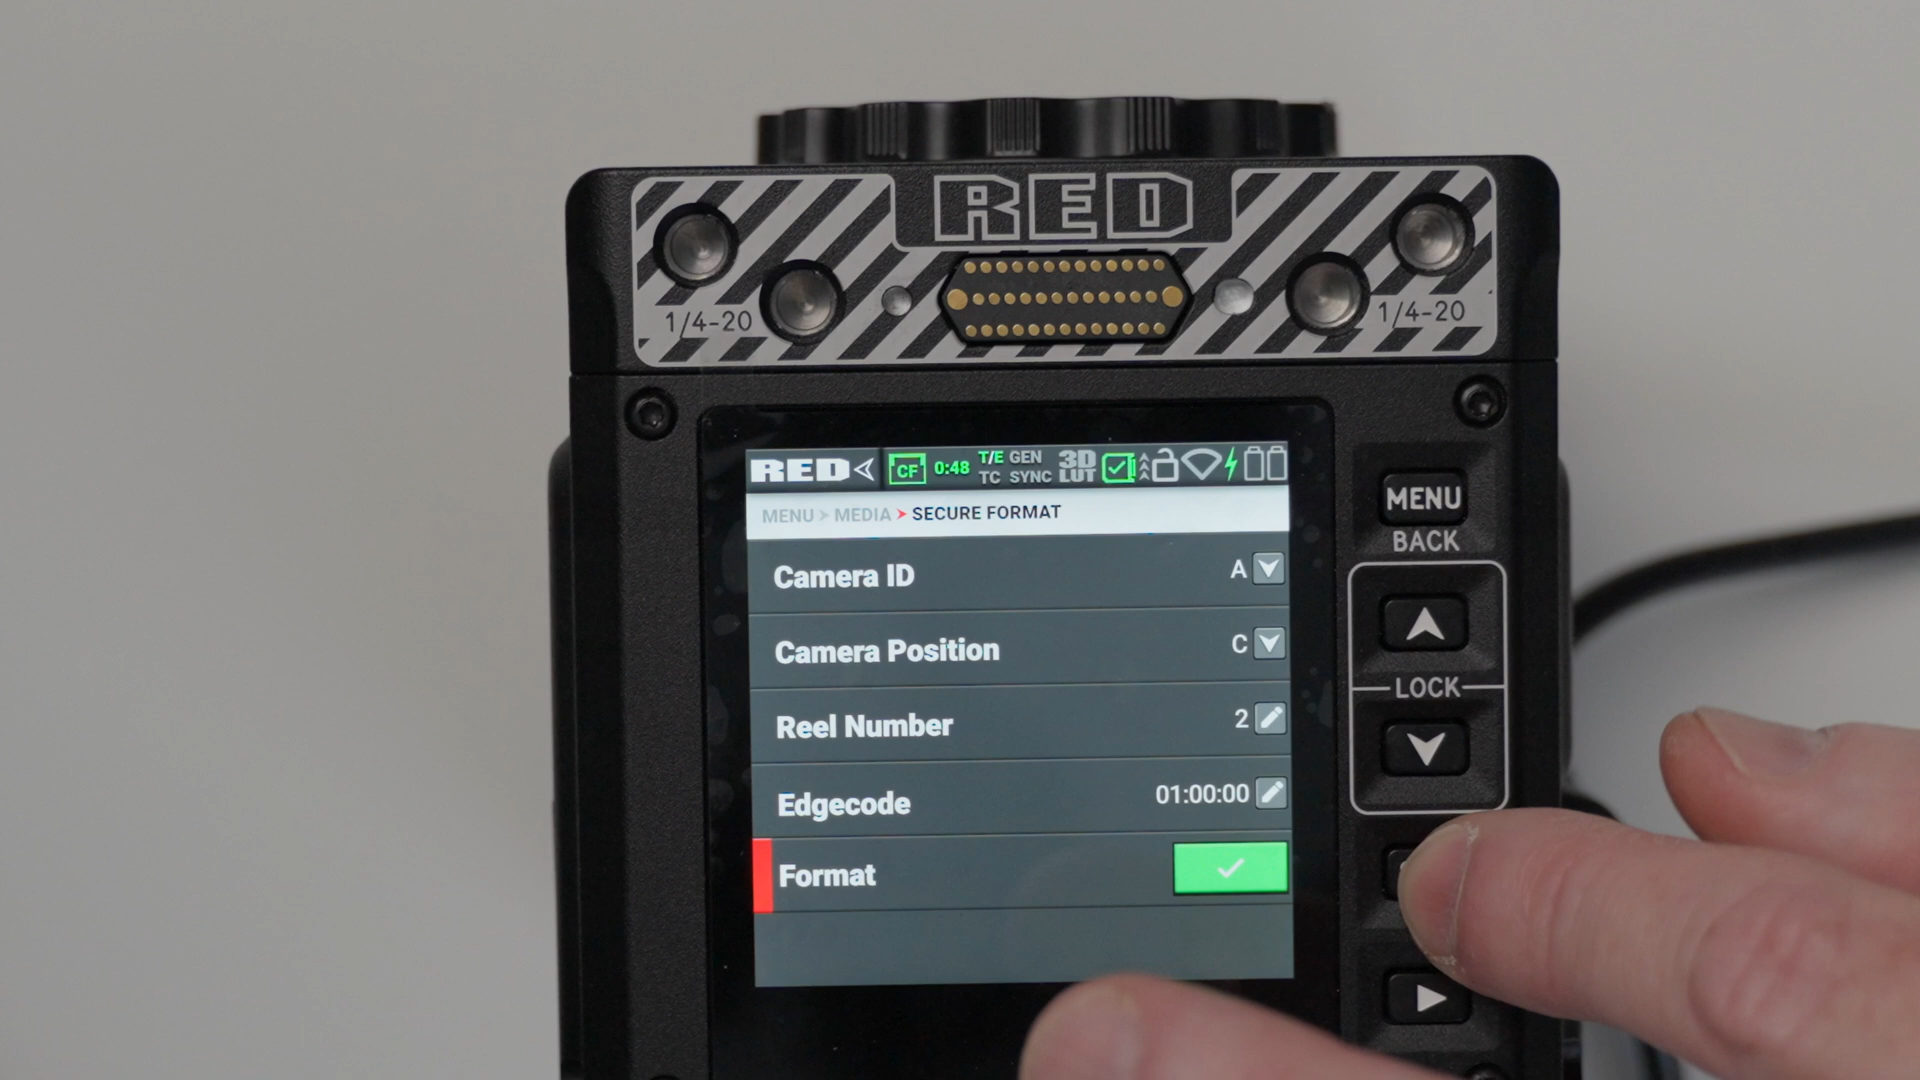 RED
1/4-20
1/4-20
RED CF 0:48 T/E GEN 3D
TC SYNC LUT
MENU > MEDIA > SECURE FORMAT
Camera ID A
Camera Position C
Reel Number 2
Edgecode 01:00:00
Format
MENU
BACK
LOCK